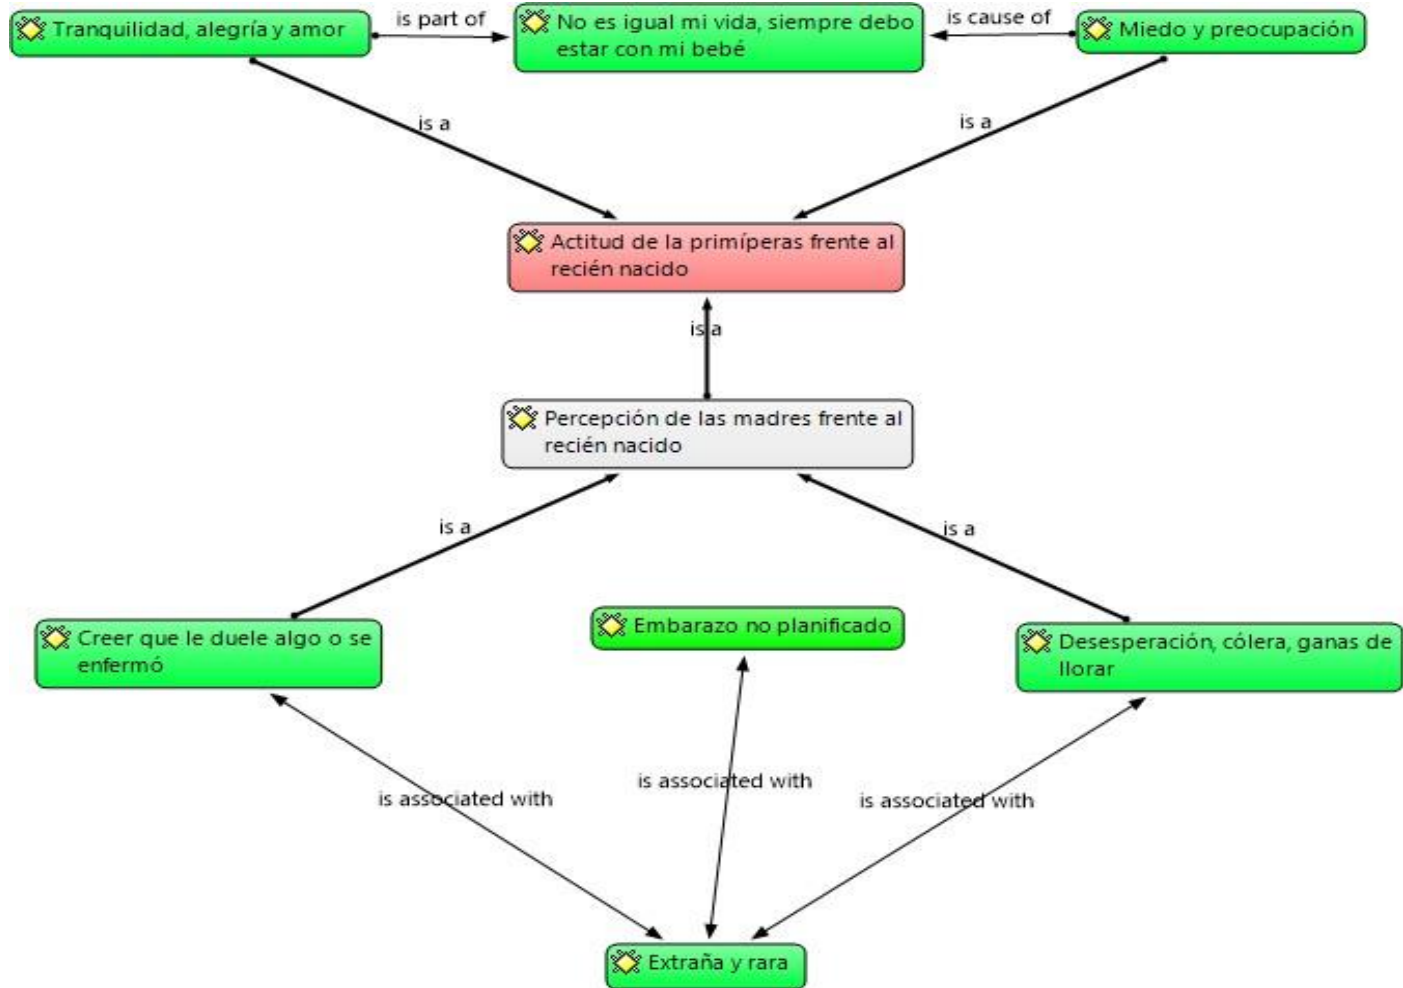 Tranquilidad, alegría y amor
is part of
No es igual mi vida, siempre debo
estar con mi bebé
is cause of
Miedo y preocupación
is a
is a
Actitud de la primíperas frente al
recién nacido
is a
Percepción de las madres frente al
recién nacido
is a
is a
Creer que le duele algo o se
enfermó
Embarazo no planificado
Desesperación, cólera, ganas de
llorar
is associated with
is associated with
is associated with
Extraña y rara